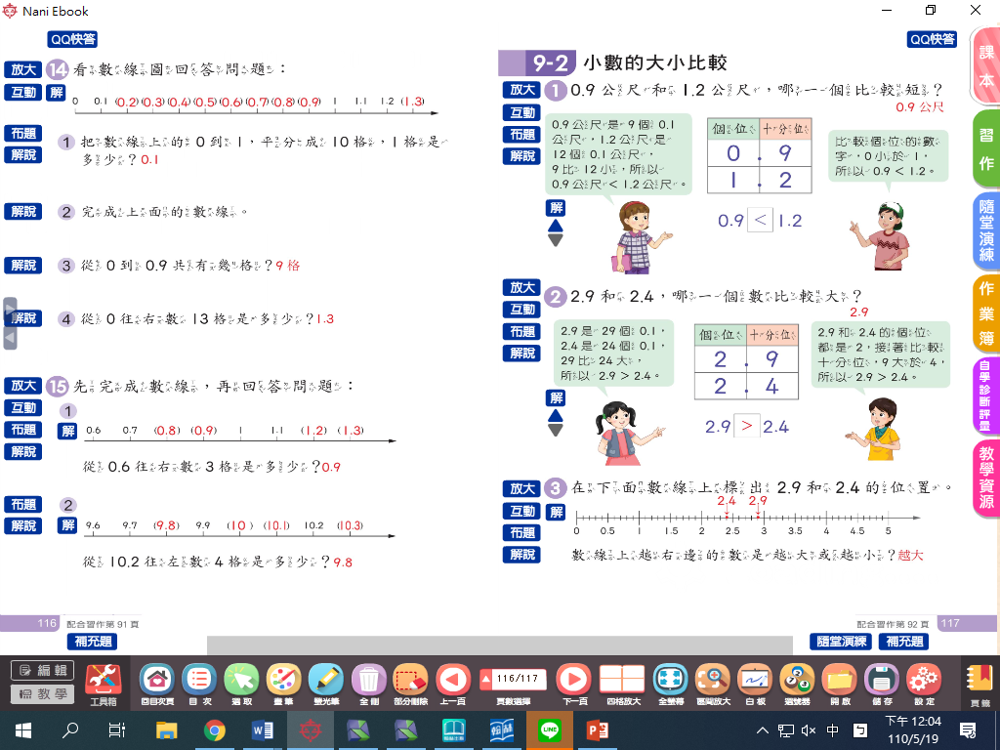 Nani Ebook
QQ快答
放大
互動
解
14 看數線圖回答問題：
0 0.1 (0.2)(0.3)(0.4)(0.5)(0.6)(0.7)(0.8)(0.9) 1 1.1 1.2 (1.3)
布題
解說
1 把數線上的 0 到 1，平分成 10 格，1 格是
多少？0.1
解說
2 完成上面的數線。
解說
3 從 0 到 0.9 共有幾格？9 格
解說
4 從 0 往右數 13 格是多少？1.3
放大
互動
布題
解說
15 先完成數線，再回答問題：
1
解
0.6 0.7 (0.8) (0.9) 1 1.1 (1.2) (1.3)
從 0.6 往右數 3 格是多少？0.9
布題
解說
2
解
9.6 9.7 (9.8) 9.9 (10 ) (10.1) 10.2 (10.3)
從 10.2 往左數 4 格是多少？9.8
116 配合習作第 91 頁
補充題
QQ快答
9-2 小數的大小比較
放大
互動
布題
解說
1 0.9 公尺和 1.2 公尺，哪一個比較短？
0.9 公尺
0.9 公尺是 9 個 0.1
公尺，1.2 公尺是
12 個 0.1 公尺，
9 比 12 小，所以
0.9 公尺 < 1.2 公尺。
個位 十分位
0 . 9
1 . 2
比較個位的數
字，0 小於 1，
所以 0.9 < 1.2。
解
0.9 < 1.2
放大
互動
布題
解說
2 2.9 和 2.4，哪一個數比較大？
2.9
2.9 是 29 個 0.1，
2.4 是 24 個 0.1，
29 比 24 大，
所以 2.9 > 2.4。
個位 十分位
2 . 9
2 . 4
2.9 和 2.4 的個位
都是 2，接著比較
十分位，9 大於 4，
所以 2.9 > 2.4。
解
2.9 > 2.4
放大
互動
布題
解說
3 在下面數線上標出 2.9 和 2.4 的位置。
解
2.4 2.9
0 0.5 1 1.5 2 2.5 3 3.5 4 4.5 5
數線上越右邊的數是越大或越小？越大
配合習作第 92 頁 117
隨堂演練 補充題
課本
習作
隨堂演練
作業簿
自學診斷評量
教學資源
編輯
教學
工具箱
回目次頁 目次 選取 畫筆 螢光筆 全刪 部分刪除 上一頁
116/117
頁數選擇
下一頁 四格放大 全螢幕 區間放大 白板 選號器 開啟 儲存 設定 頁籤
中
下午 12:04
110/5/19